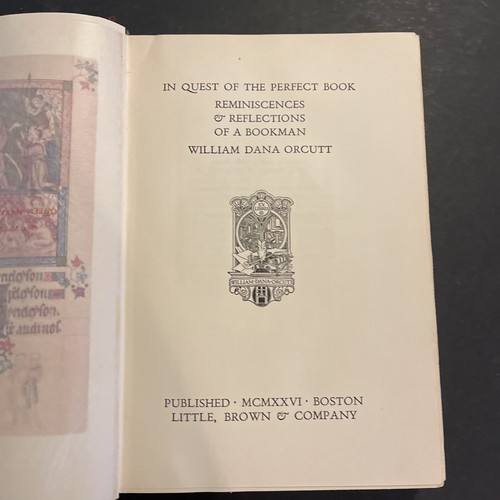 IN QUEST OF THE PERFECT BOOK
REMINISCENCES
& REFLECTIONS
OF A BOOKMAN
WILLIAM DANA ORCUTT
WILLIAM·DANA·ORCUTT
PUBLISHED · MCMXXVI · BOSTON
LITTLE, BROWN & COMPANY